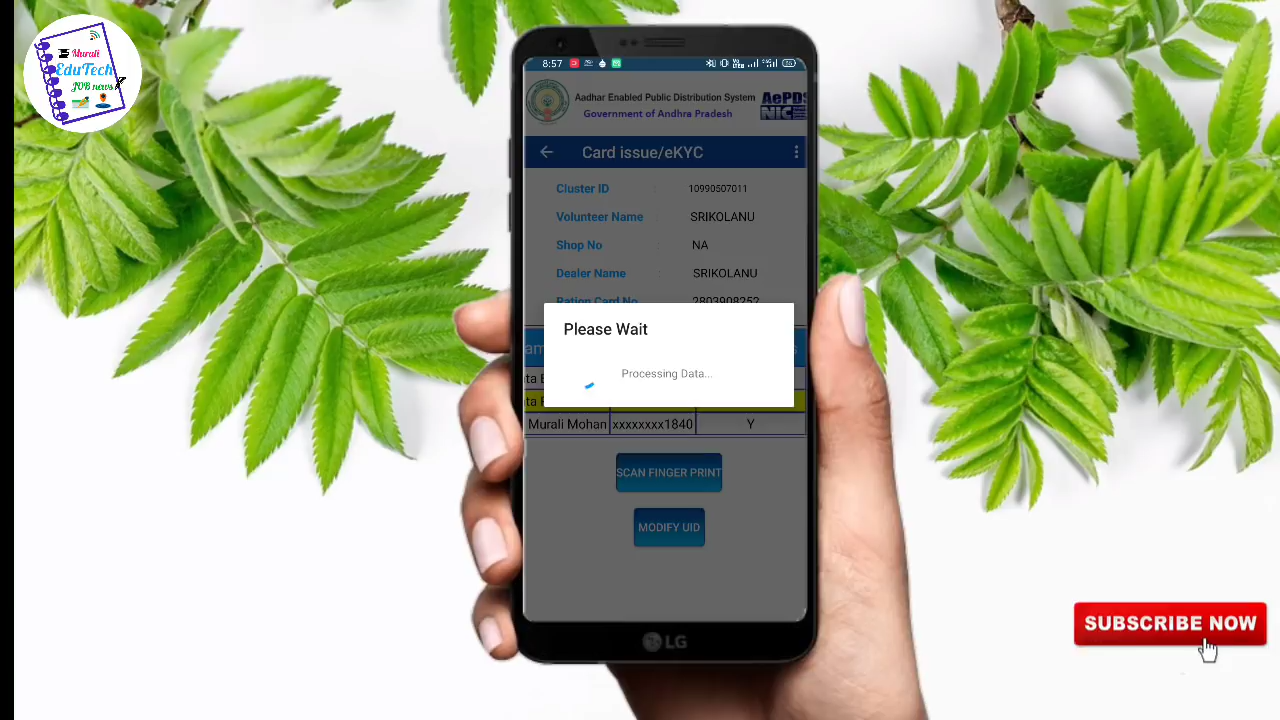 Murali
EduTech
JOB news
8:57
Aadhar Enabled Public Distribution System
Government of Andhra Pradesh
AePDS
NIC
Card issue/eKYC
Cluster ID : 10990507011
Volunteer Name SRIKOLANU
Shop No : NA
Dealer Name : SRIKOLANU
Ration Card No 2803908252
Please Wait
Processing Data...
Murali Mohan xxxxxxxx1840 Y
SCAN FINGER PRINT
MODIFY UID
LG
SUBSCRIBE NOW